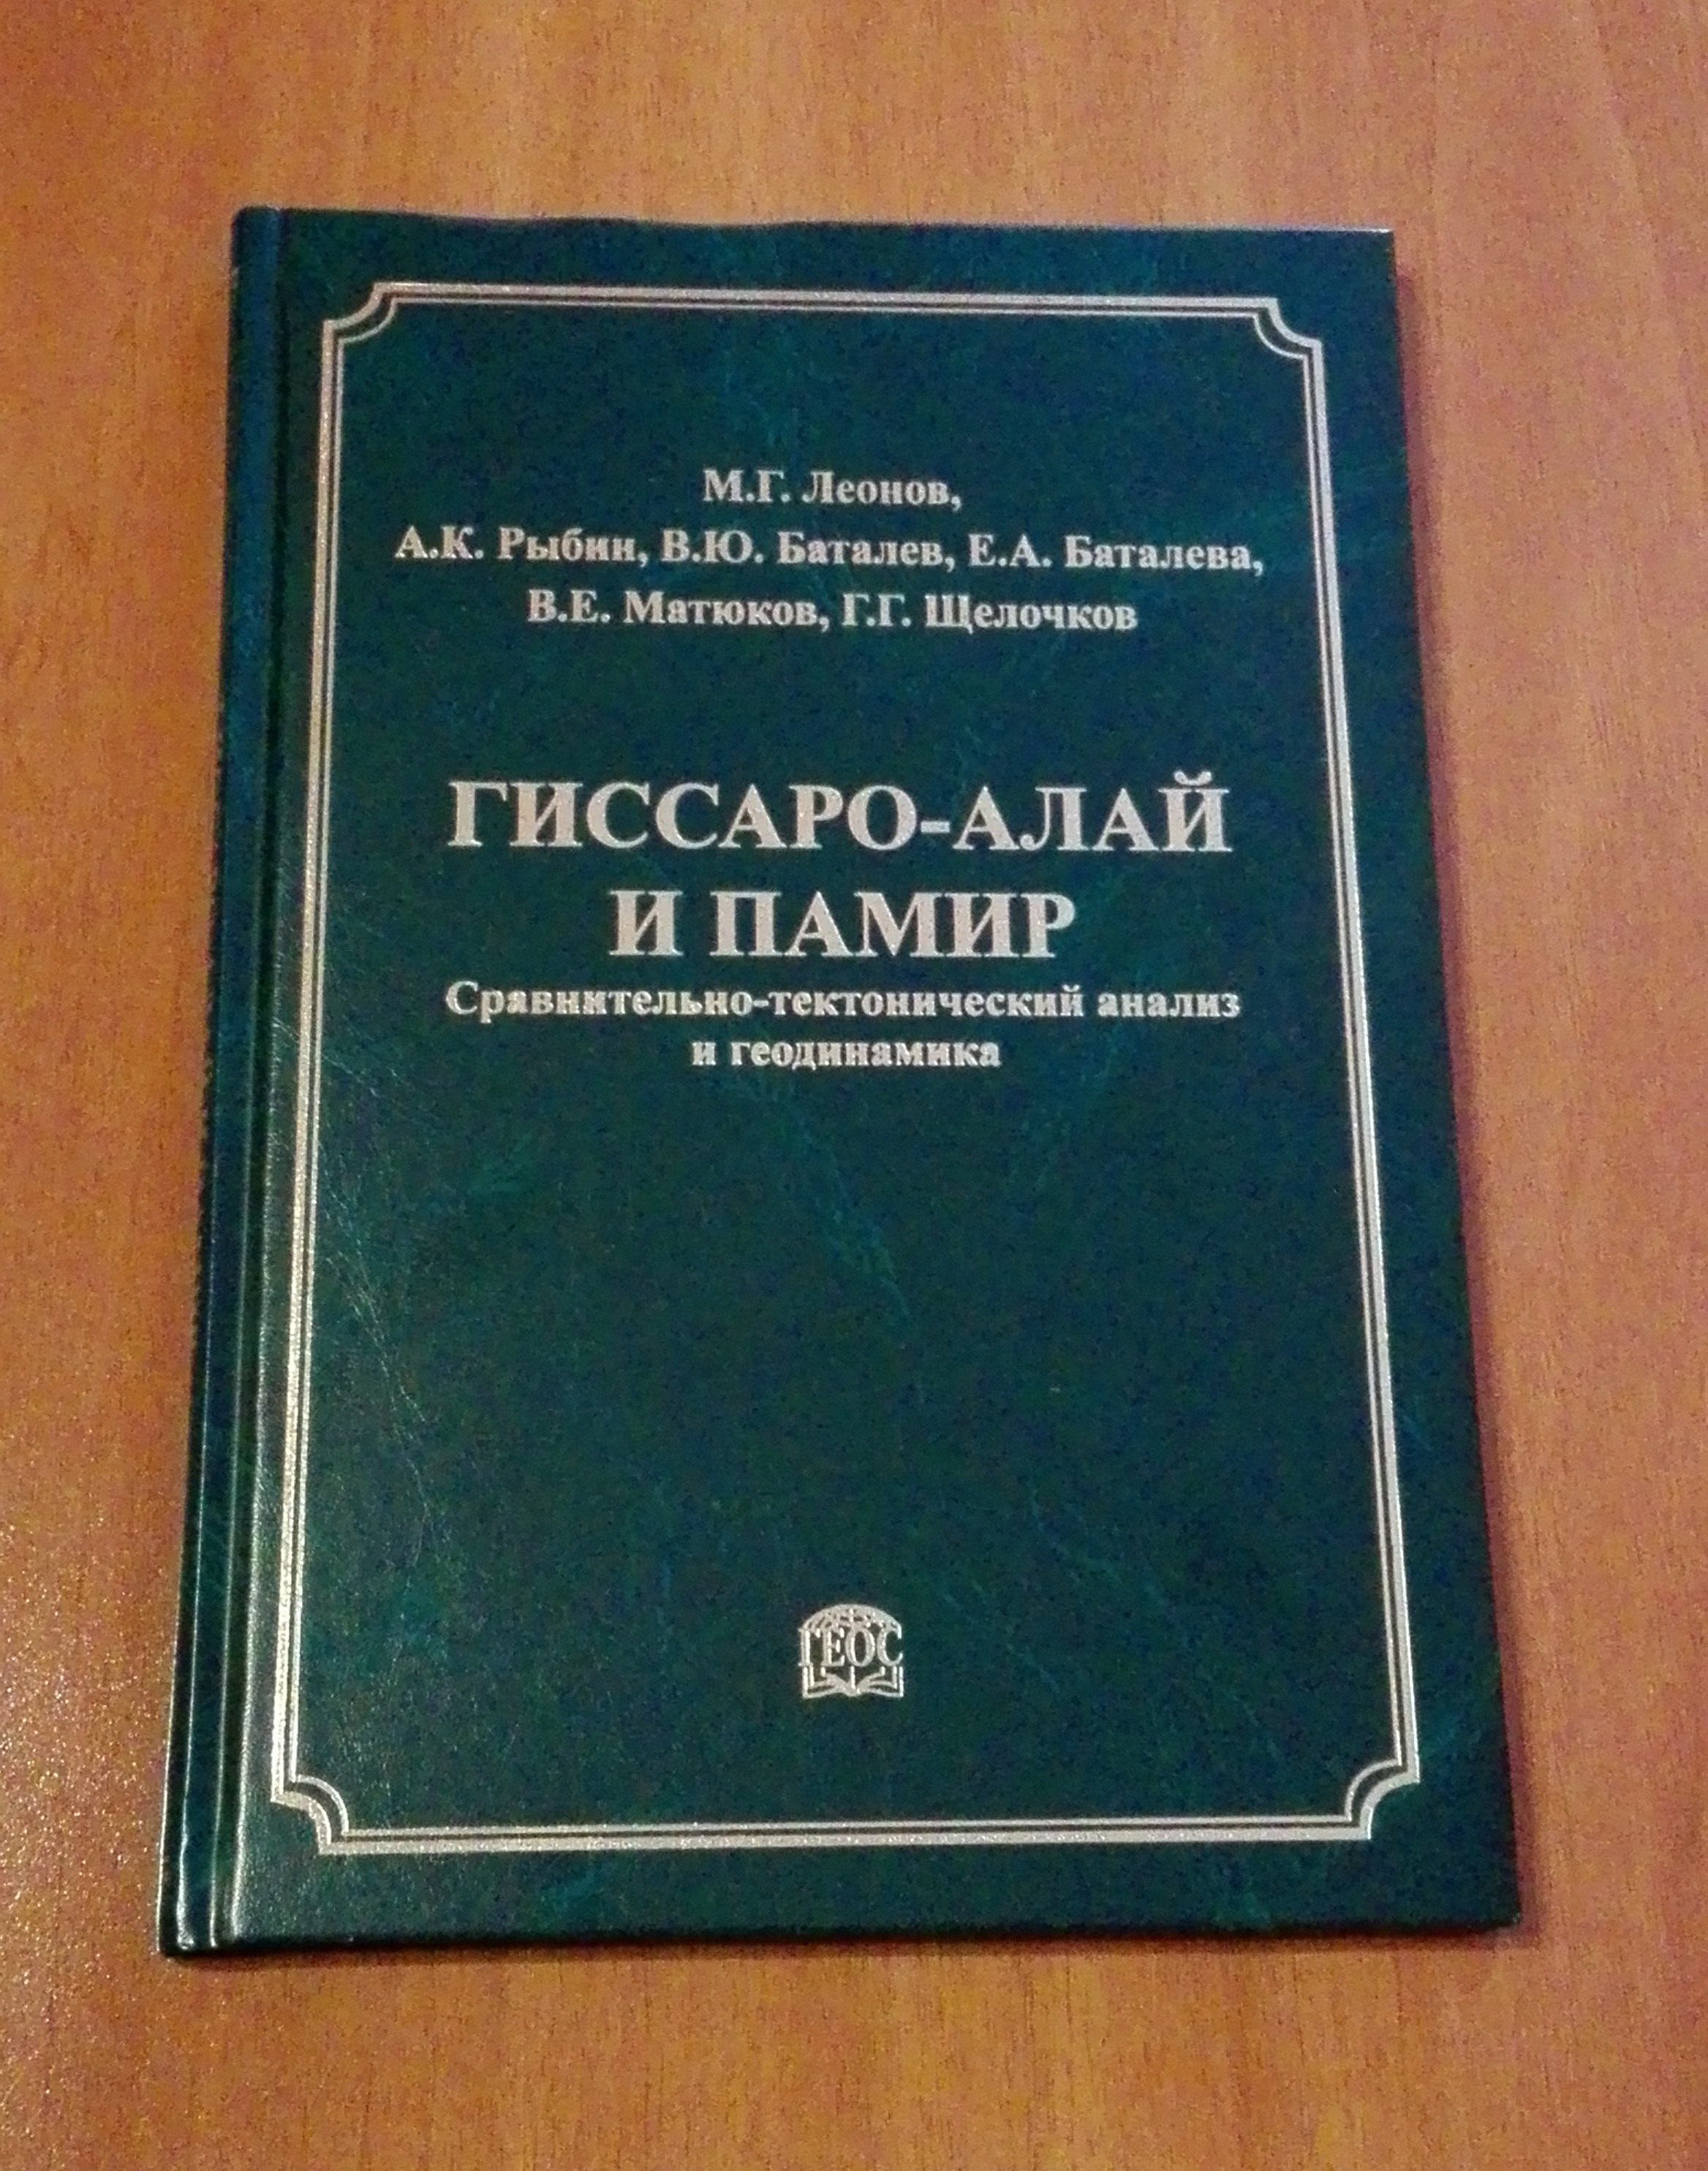 М.Г. Леонов,
А.К. Рыбин, В.Ю. Баталев, Е.А. Баталева,
В.Е. Матюков, Г.Г. Щелочков
ГИССАРО-АЛАЙ
И ПАМИР
Сравнительно-тектонический анализ
и геодинамика
ГЕОС